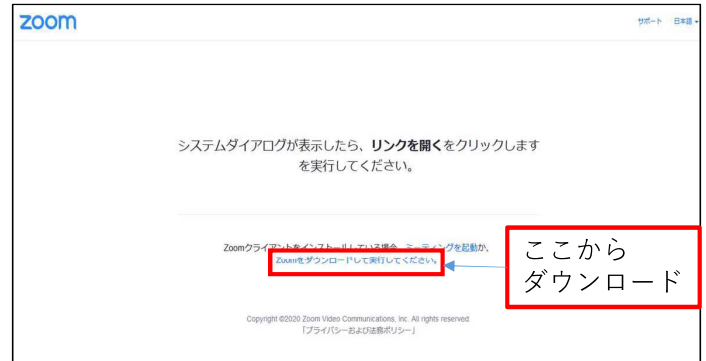 zoom
サポート 日本語
システムダイアログが表示したら、リンクを開くをクリックします
を実行してください。
Zoomクライアントをインストールしている場合、ミーティングを起動か、
Zoomをダウンロードして実行してください。
ここから
ダウンロード
Copyright ©2020 Zoom Video Communications, Inc. All rights reserved.
「プライバシーおよび法務ポリシー」